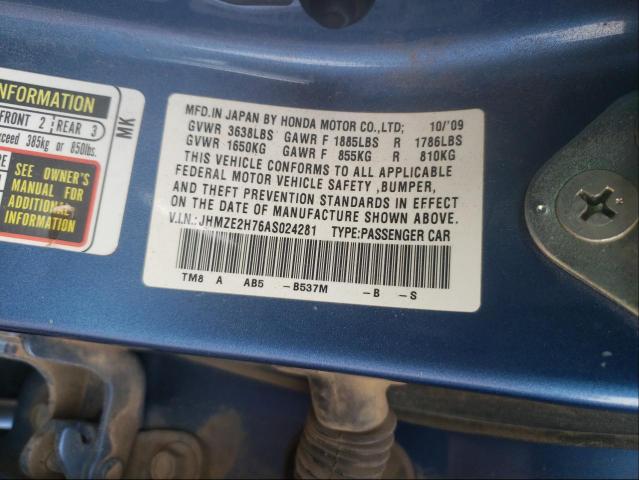 INFORMATION
FRONT 2 REAR 3
exceed 385kg or 850lbs.
MK
SEE OWNER'S
MANUAL FOR
ADDITIONAL
INFORMATION
MFD.IN JAPAN BY HONDA MOTOR CO.,LTD; 10/'09
GVWR 3638LBS GAWR F 1885LBS R 1786LBS
GVWR 1650KG GAWR F 855KG R 810KG
THIS VEHICLE CONFORMS TO ALL APPLICABLE
FEDERAL MOTOR VEHICLE SAFETY ,BUMPER,
AND THEFT PREVENTION STANDARDS IN EFFECT
ON THE DATE OF MANUFACTURE SHOWN ABOVE.
V.I.N.: JHMZE2H76AS024281 TYPE:PASSENGER CAR
TM8 A AB5 -B537M -B -S